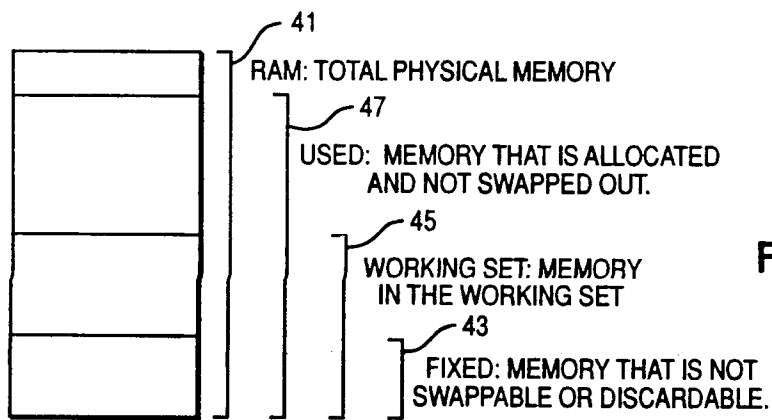 41
RAM: TOTAL PHYSICAL MEMORY
47
USED: MEMORY THAT IS ALLOCATED
AND NOT SWAPPED OUT.
45
WORKING SET: MEMORY
IN THE WORKING SET
F
43
FIXED: MEMORY THAT IS NOT
SWAPPABLE OR DISCARDABLE.